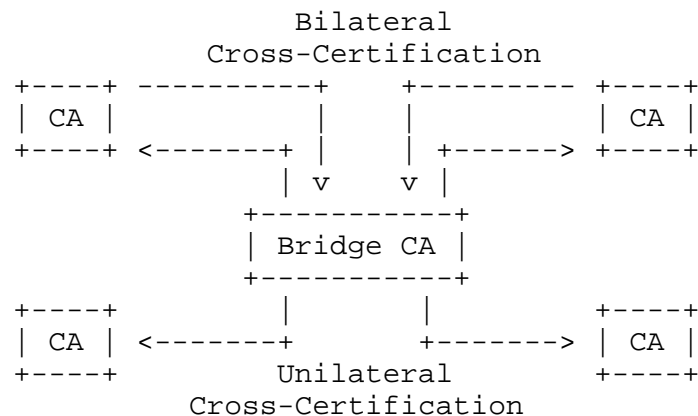 Bilateral
Cross-Certification
CA CA
Bridge CA
CA CA
Unilateral
Cross-Certification